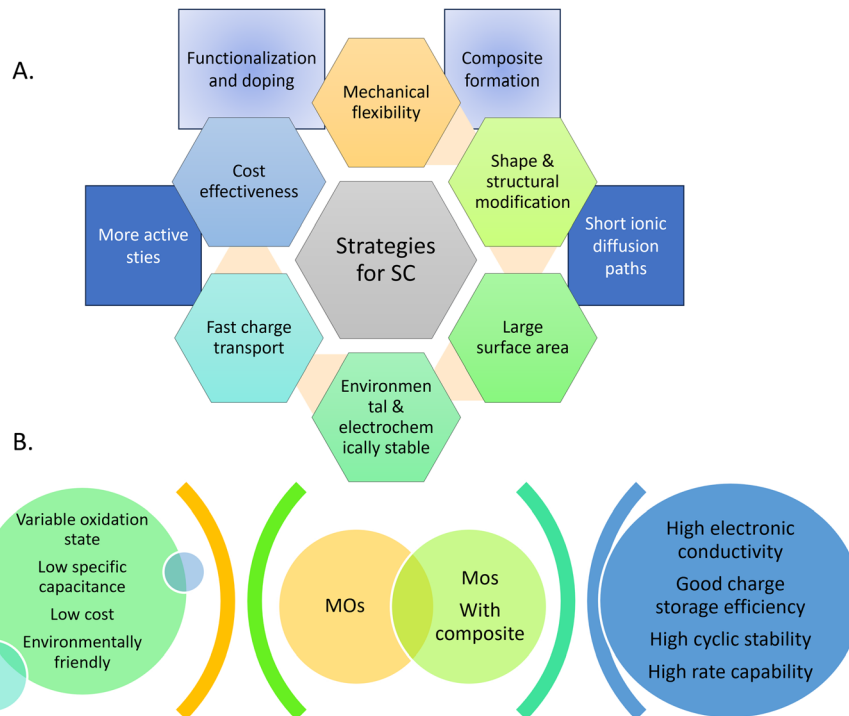 A.
Functionalization
and doping
Mechanical
flexibility
Composite
formation
Cost
effectiveness
Shape &
structural
modification
More active
sties
Strategies
for SC
Short ionic
diffusion
paths
Fast charge
transport
Large
surface area
Environmen
tal &
electrochem
ically stable
B.
Variable oxidation
state
Low specific
capacitance
Low cost
Environmentally
friendly
MOs
Mos
With
composite
High electronic
conductivity
Good charge
storage efficiency
High cyclic stability
High rate capability